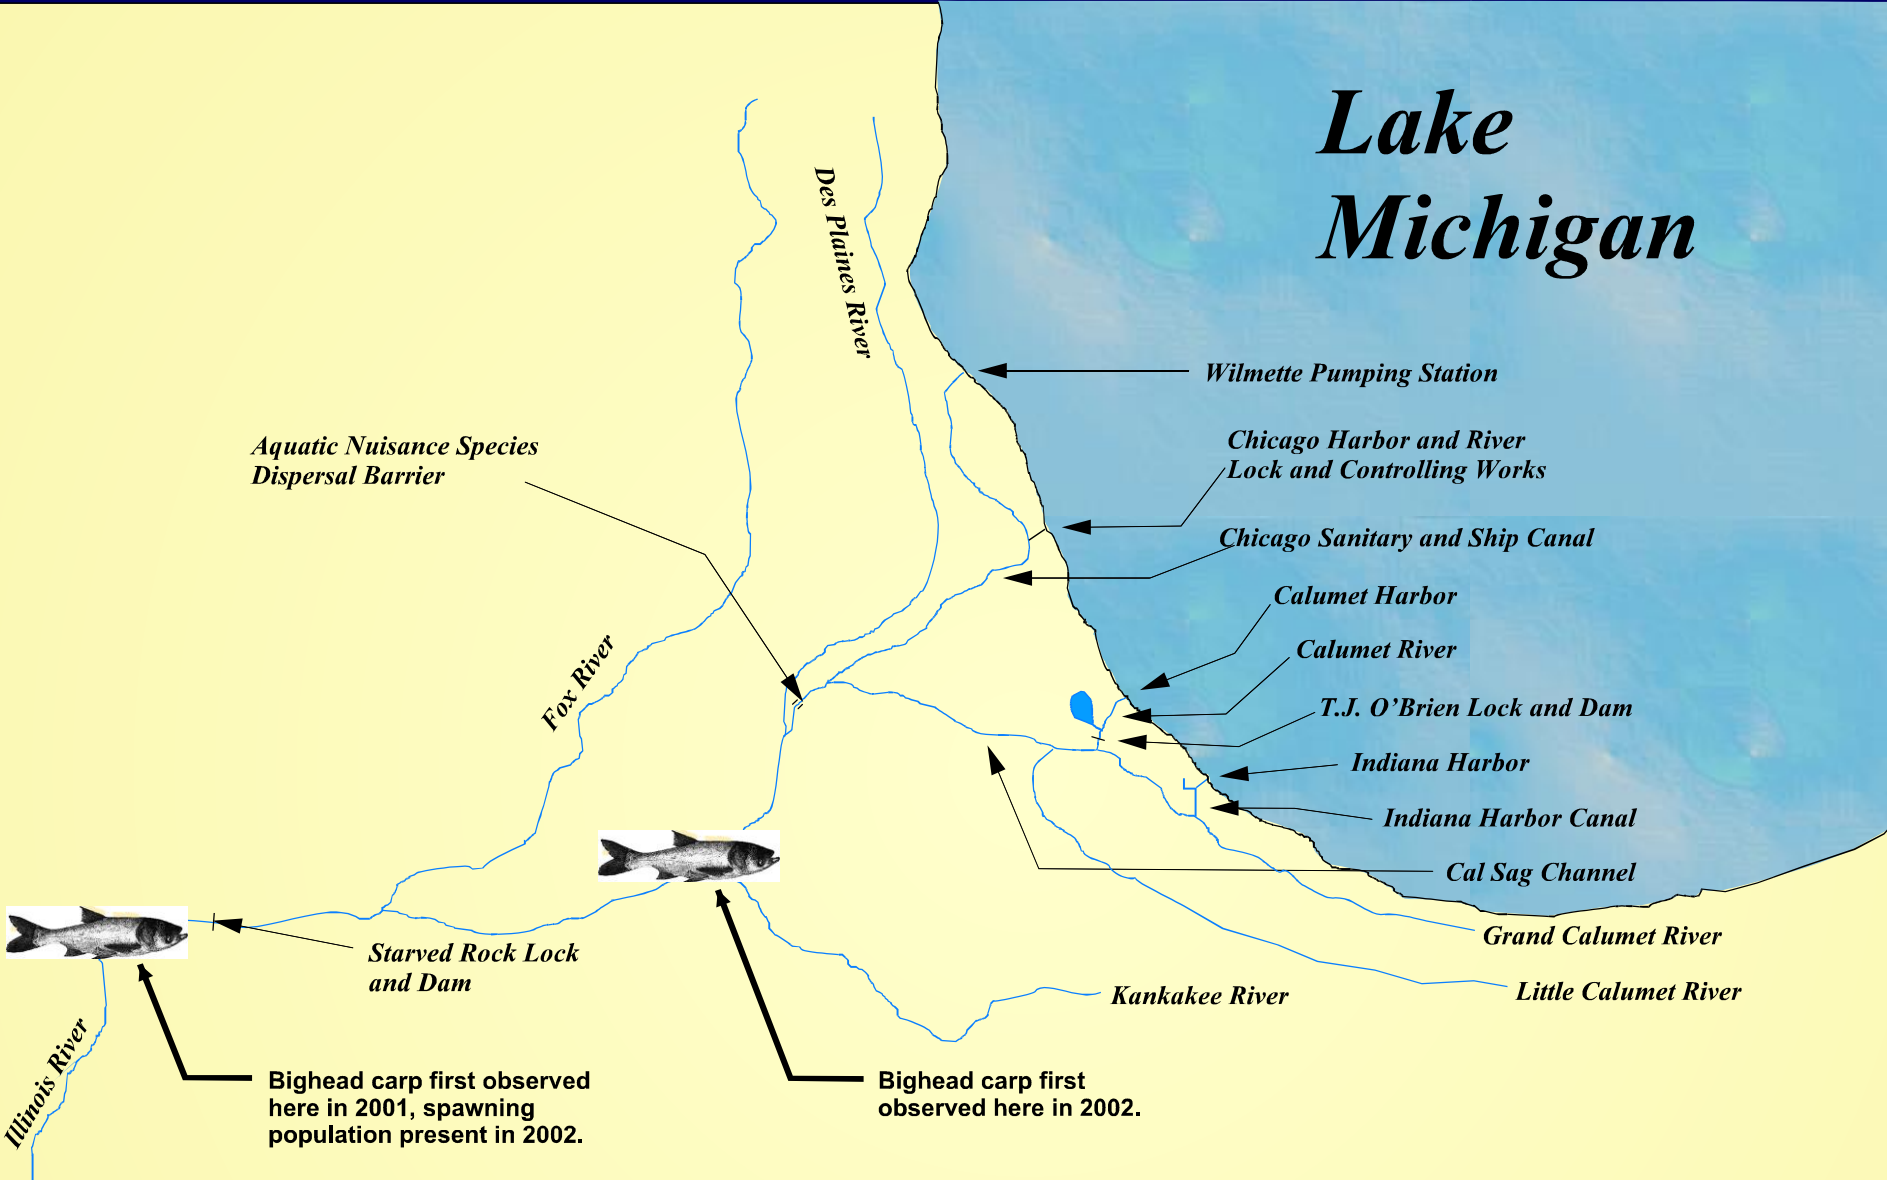 Lake
Michigan
Des Plaines River
Wilmette Pumping Station
Chicago Harbor and River
Lock and Controlling Works
Aquatic Nuisance Species
Dispersal Barrier
Chicago Sanitary and Ship Canal
Calumet Harbor
Calumet River
Fox River
T.J. O’Brien Lock and Dam
Indiana Harbor
Indiana Harbor Canal
Cal Sag Channel
Grand Calumet River
Starved Rock Lock
and Dam
Kankakee River
Little Calumet River
Illinois River
Bighead carp first observed
here in 2001, spawning
population present in 2002.
Bighead carp first
observed here in 2002.